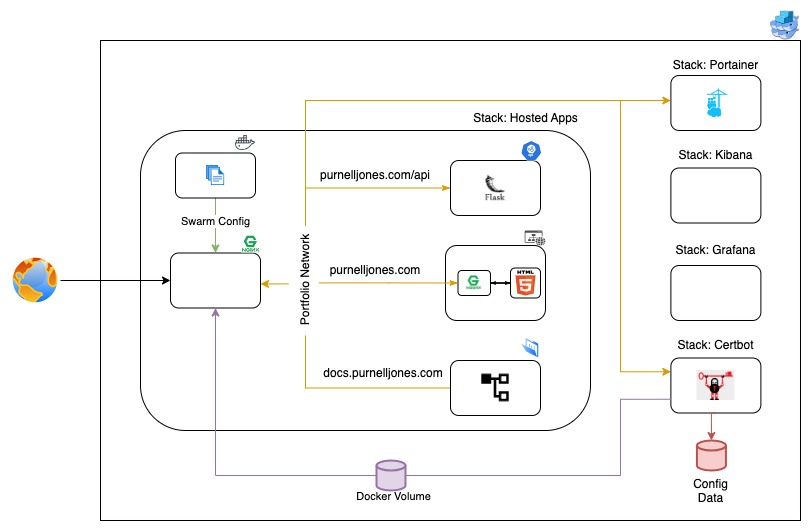 Stack: Portainer
Stack: Hosted Apps
Stack: Kibana
purnelljones.com/api
Flask
Swarm Config
NGINX
Stack: Grafana
Portfolio Network
purnelljones.com
NGINX
HTML
5
Stack: Certbot
docs.purnelljones.com
Docker Volume
Config
Data